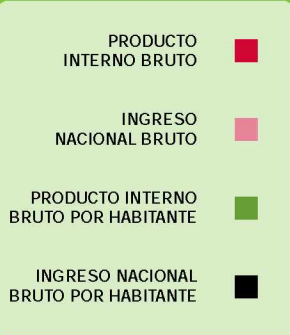 PRODUCTO
INTERNO BRUTO
INGRESO
NACIONAL BRUTO
PRODUCTO INTERNO
BRUTO POR HABITANTE
INGRESO NACIONAL
BRUTO POR HABITANTE